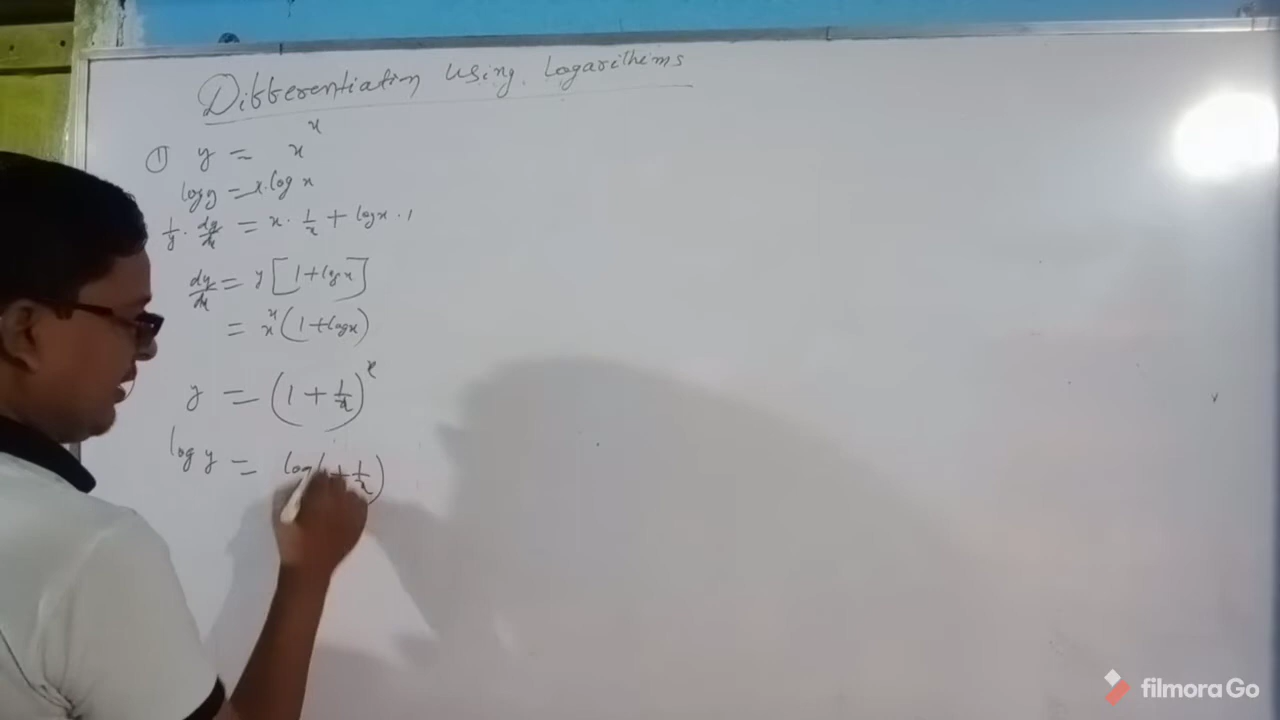 Differentiation Using Logarithims
① y = x^x
log y = x.log x
1/y . dy/dx = x . 1/x + log x . 1
dy/dx = y [1 + log x]
= x^x (1 + log x)
y = (1 + 1/x)^x
log y = log(1 + 1/x)
filmoraGo